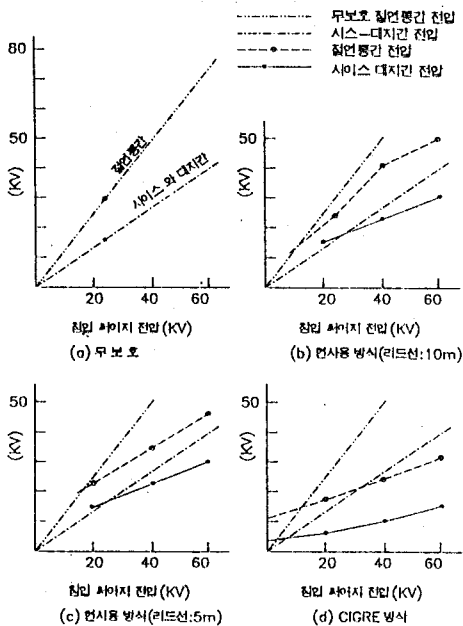 무보호 절연통간 전압
시스-대지간 전압
절연통간 전압
사이스 대지간 전압
80
50
(KV)
절연통간
사이스 와 대지간
20 40 60
침입 써어지 전압(KV)
(a) 무 보 호
50
(KV)
20 40 60
침입 써어지 전압(KV)
(b) 현사용 방식(리드선:10m)
50
(KV)
20 40 60
침입 써어지 전압(KV)
(c) 현사용 방식(리드선:5m)
50
(KV)
20 40 60
침입 써어지 전압(KV)
(d) CIGRE 방식